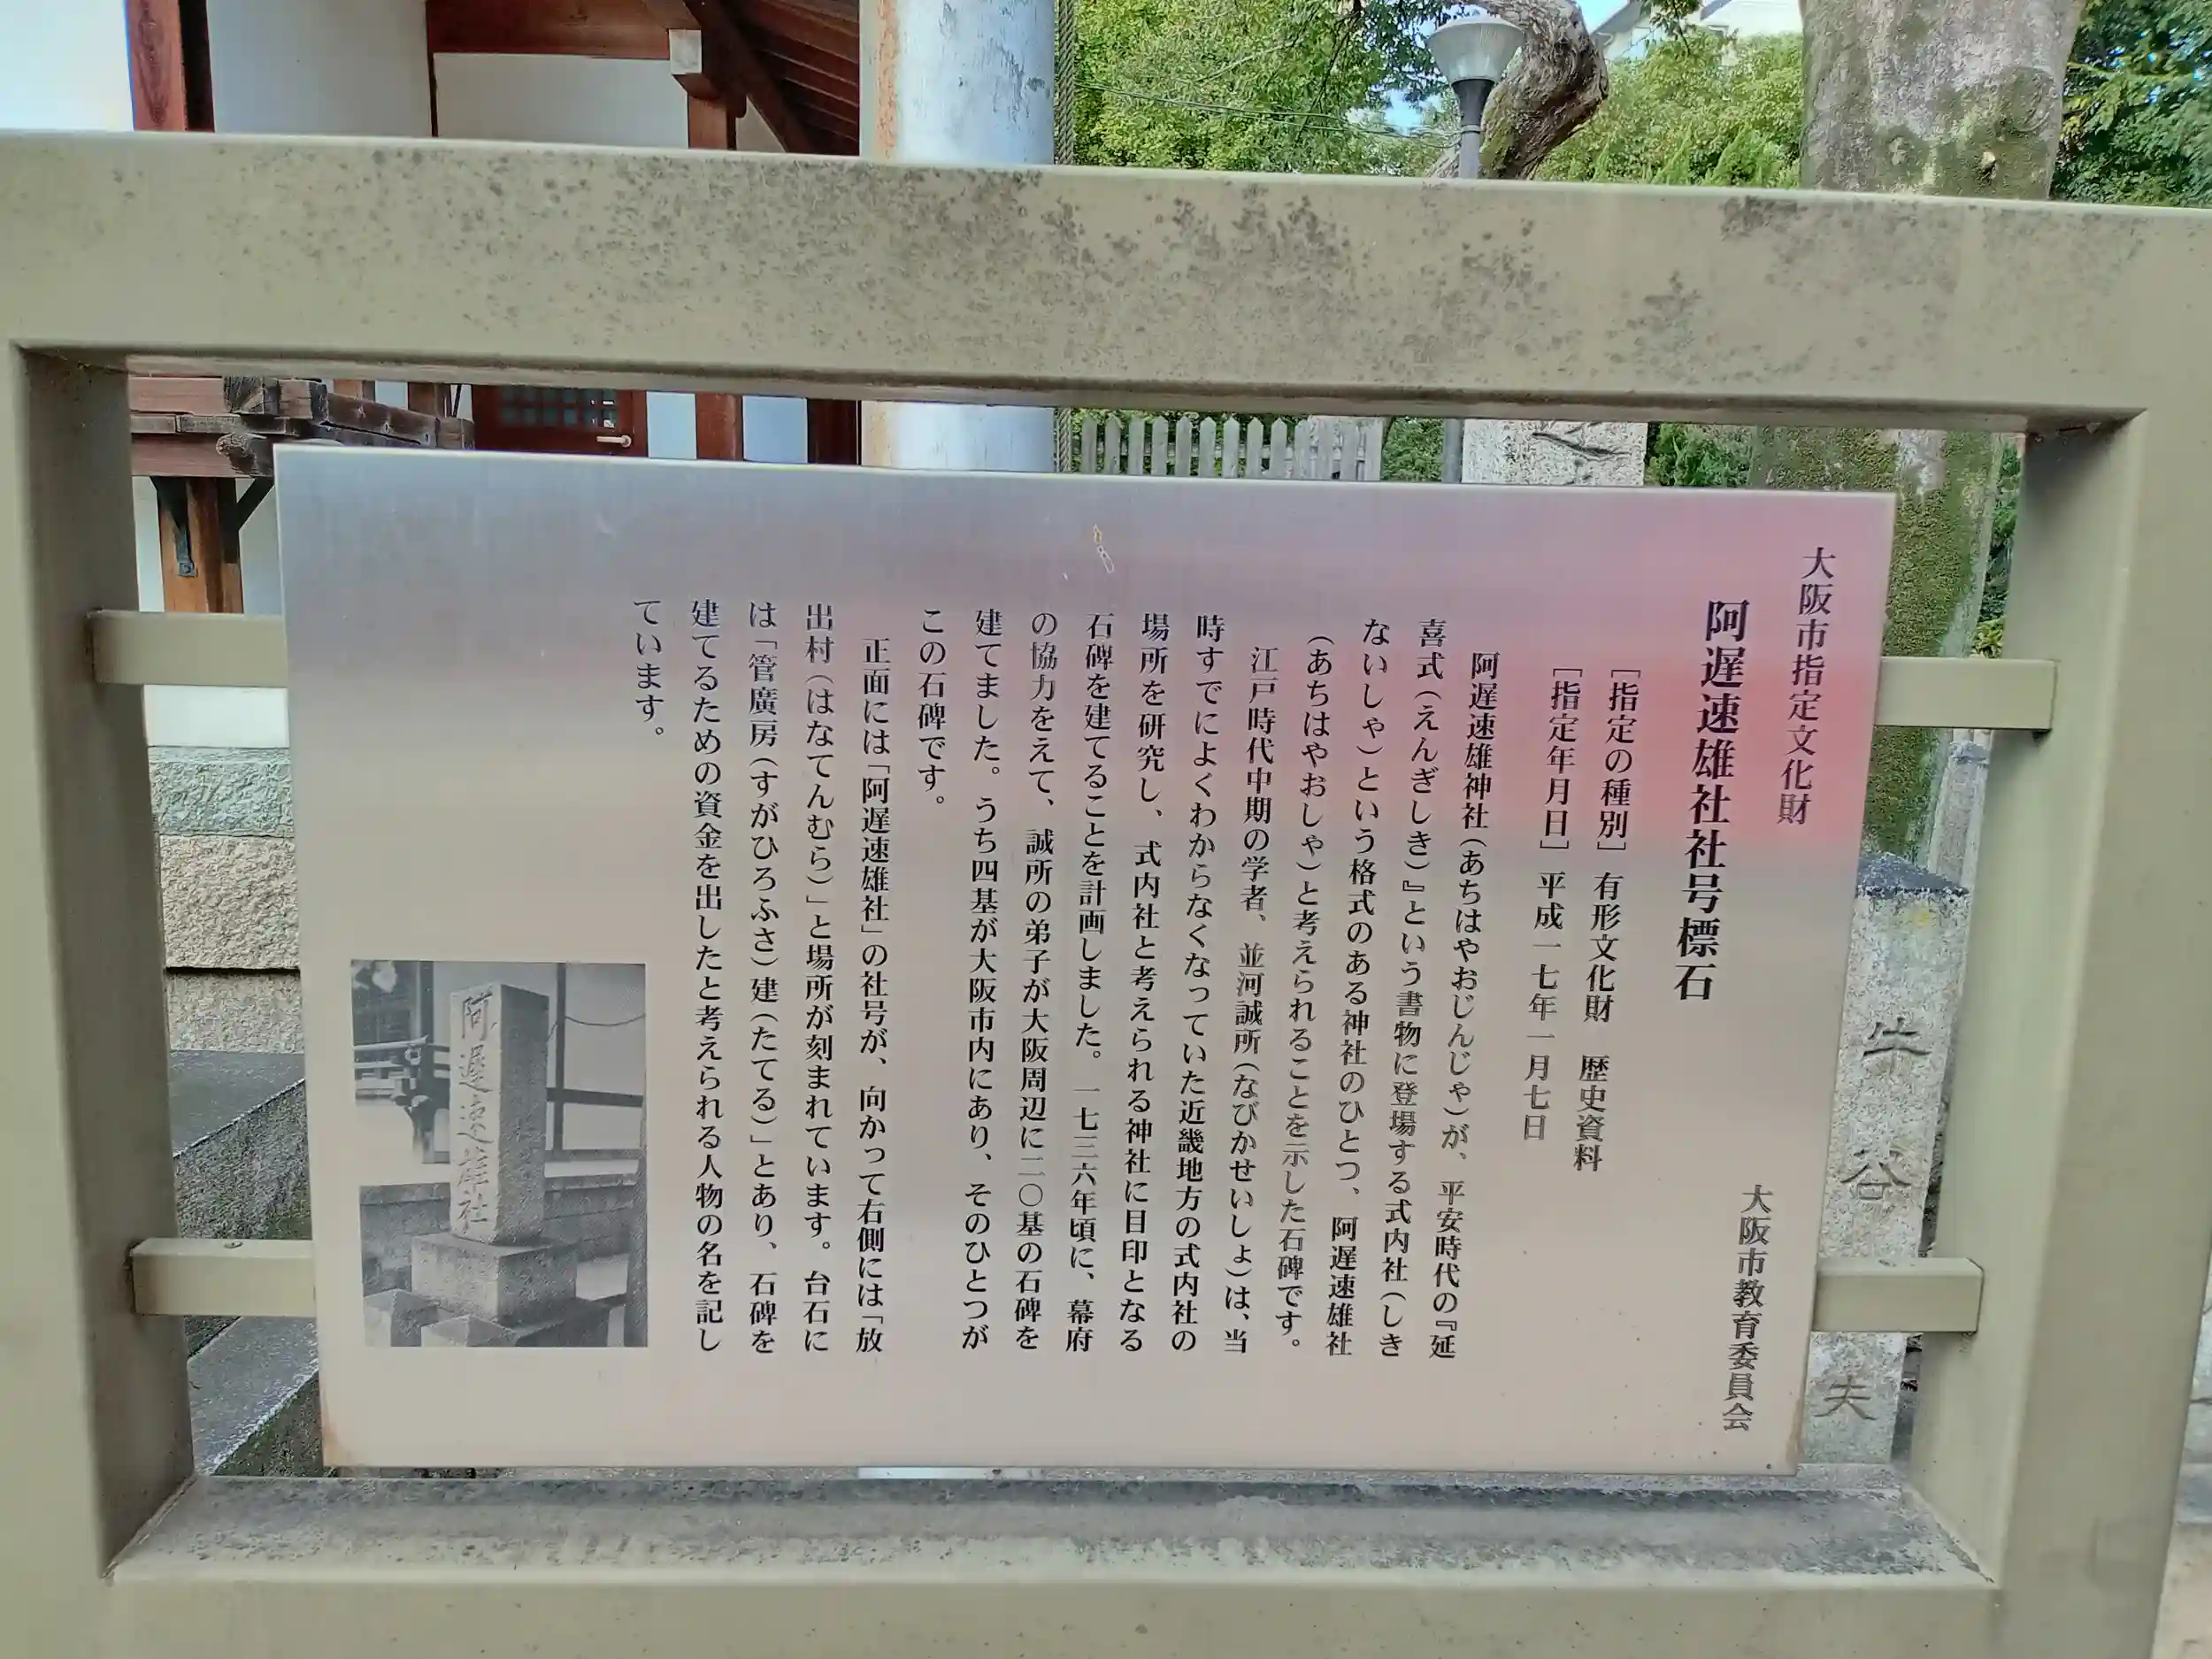 大阪市指定文化財
阿遅速雄社社号標石
大阪市教育委員会
［指定の種別］ 有形文化財 歴史資料
［指定年月日］ 平成一七年一月七日
阿遅速雄神社（あちはやおじんじゃ）が、平安時代の『延
喜式（えんぎしき）』という書物に登場する式内社（しき
ないしゃ）という格式のある神社のひとつ、阿遅速雄社
（あちはやおしゃ）と考えられることを示した石碑です。
江戸時代中期の学者、並河誠所（なびかせいしょ）は、当
時すでによくわからなくなっていた近畿地方の式内社の
場所を研究し、式内社と考えられる神社に目印となる
石碑を建てることを計画しました。一七三六年頃に、幕府
の協力をえて、誠所の弟子が大阪周辺に二〇基の石碑を
建てました。うち四基が大阪市内にあり、そのひとつが
この石碑です。
正面には「阿遅速雄社」の社号が、向かって右側には「放
出村（はなてんむら）」と場所が刻まれています。台石に
は「管廣房（すがひろふさ）建（たてる）」とあり、石碑を
建てるための資金を出したと考えられる人物の名を記し
ています。
阿遅速雄社
牛谷
夫